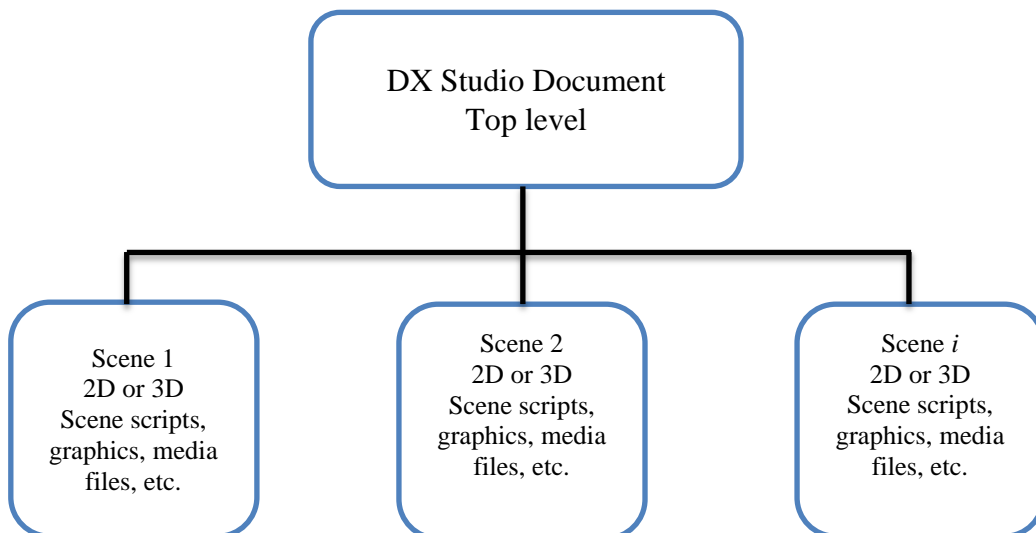 DX Studio Document
Top level
Scene 1
2D or 3D
Scene scripts,
graphics, media
files, etc.
Scene 2
2D or 3D
Scene scripts,
graphics, media
files, etc.
Scene i
2D or 3D
Scene scripts,
graphics, media
files, etc.